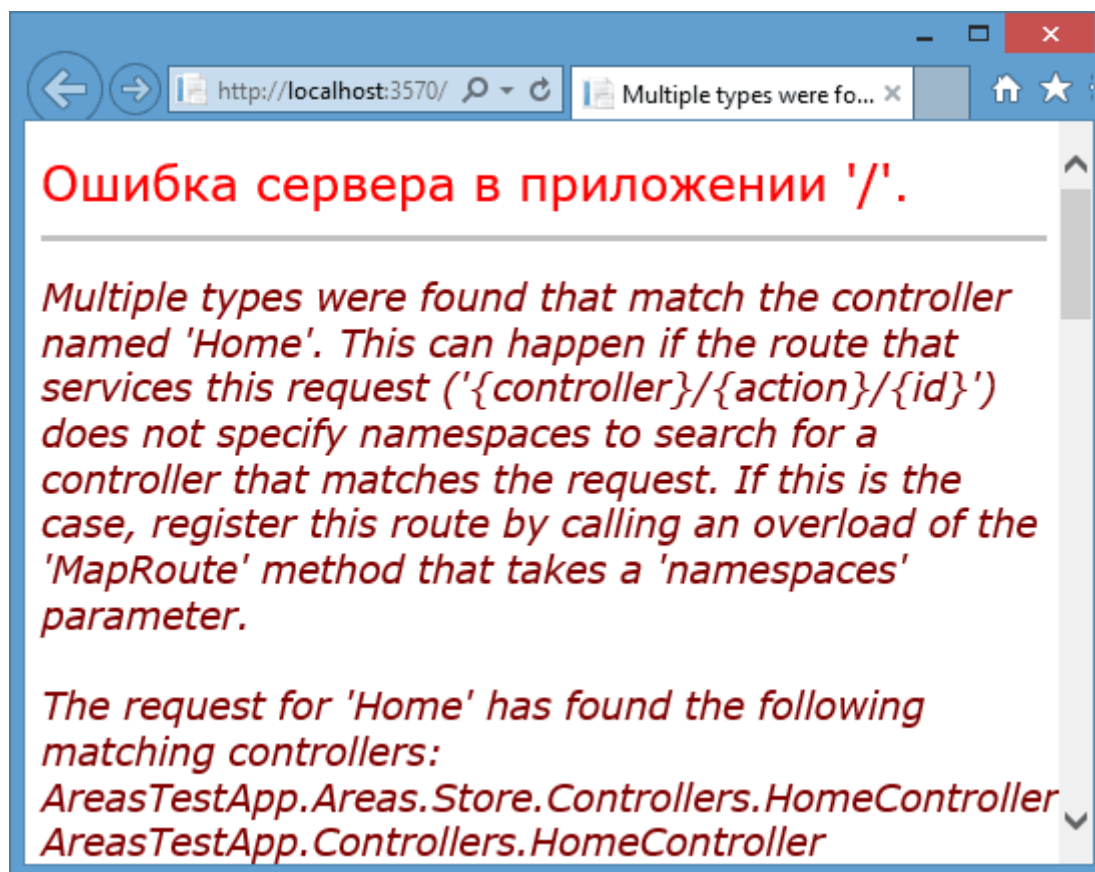 http://localhost:3570/
Multiple types were fo...
Ошибка сервера в приложении '/'.
Multiple types were found that match the controller
named 'Home'. This can happen if the route that
services this request ('{controller}/{action}/{id}')
does not specify namespaces to search for a
controller that matches the request. If this is the
case, register this route by calling an overload of the
'MapRoute' method that takes a 'namespaces'
parameter.
The request for 'Home' has found the following
matching controllers:
AreasTestApp.Areas.Store.Controllers.HomeController
AreasTestApp.Controllers.HomeController